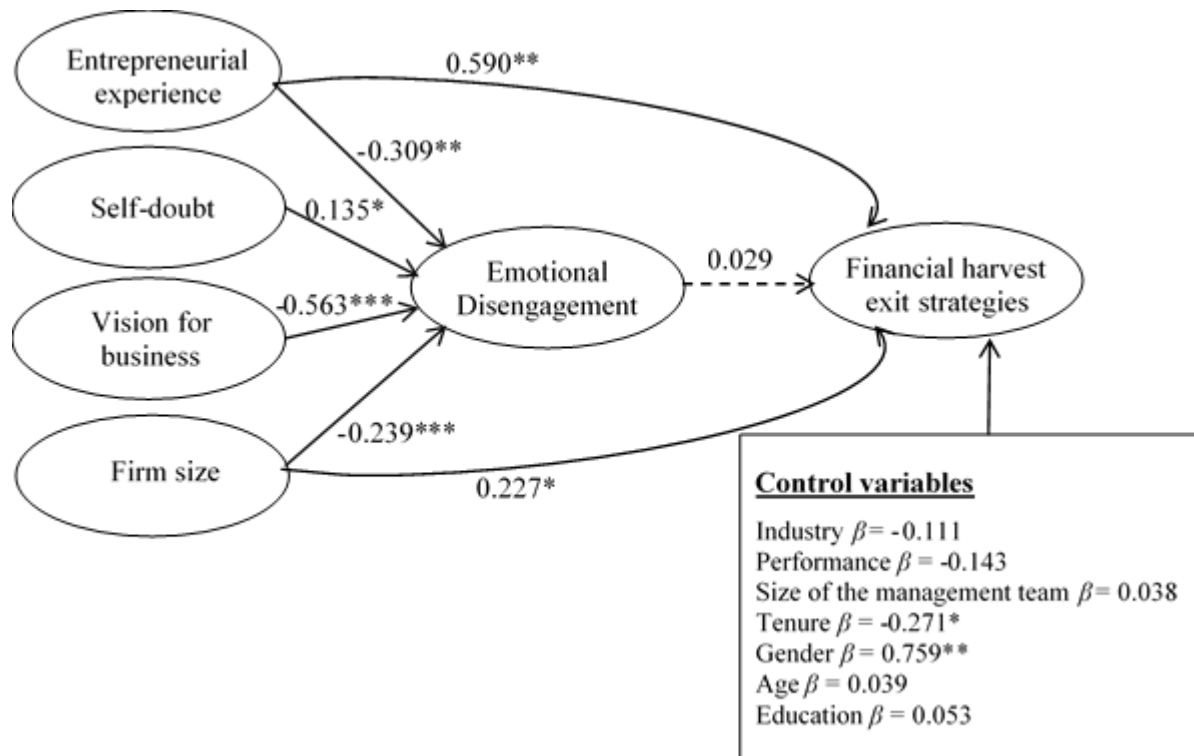 Entrepreneurial
experience
0.590**
-0.309**
Self-doubt
0.135*
Emotional
Disengagement
0.029
Financial harvest
exit strategies
Vision for
business
-0.563***
Firm size
-0.239***
0.227*
Control variables
Industry β= -0.111
Performance β = -0.143
Size of the management team β= 0.038
Tenure β = -0.271*
Gender β = 0.759**
Age β = 0.039
Education β = 0.053